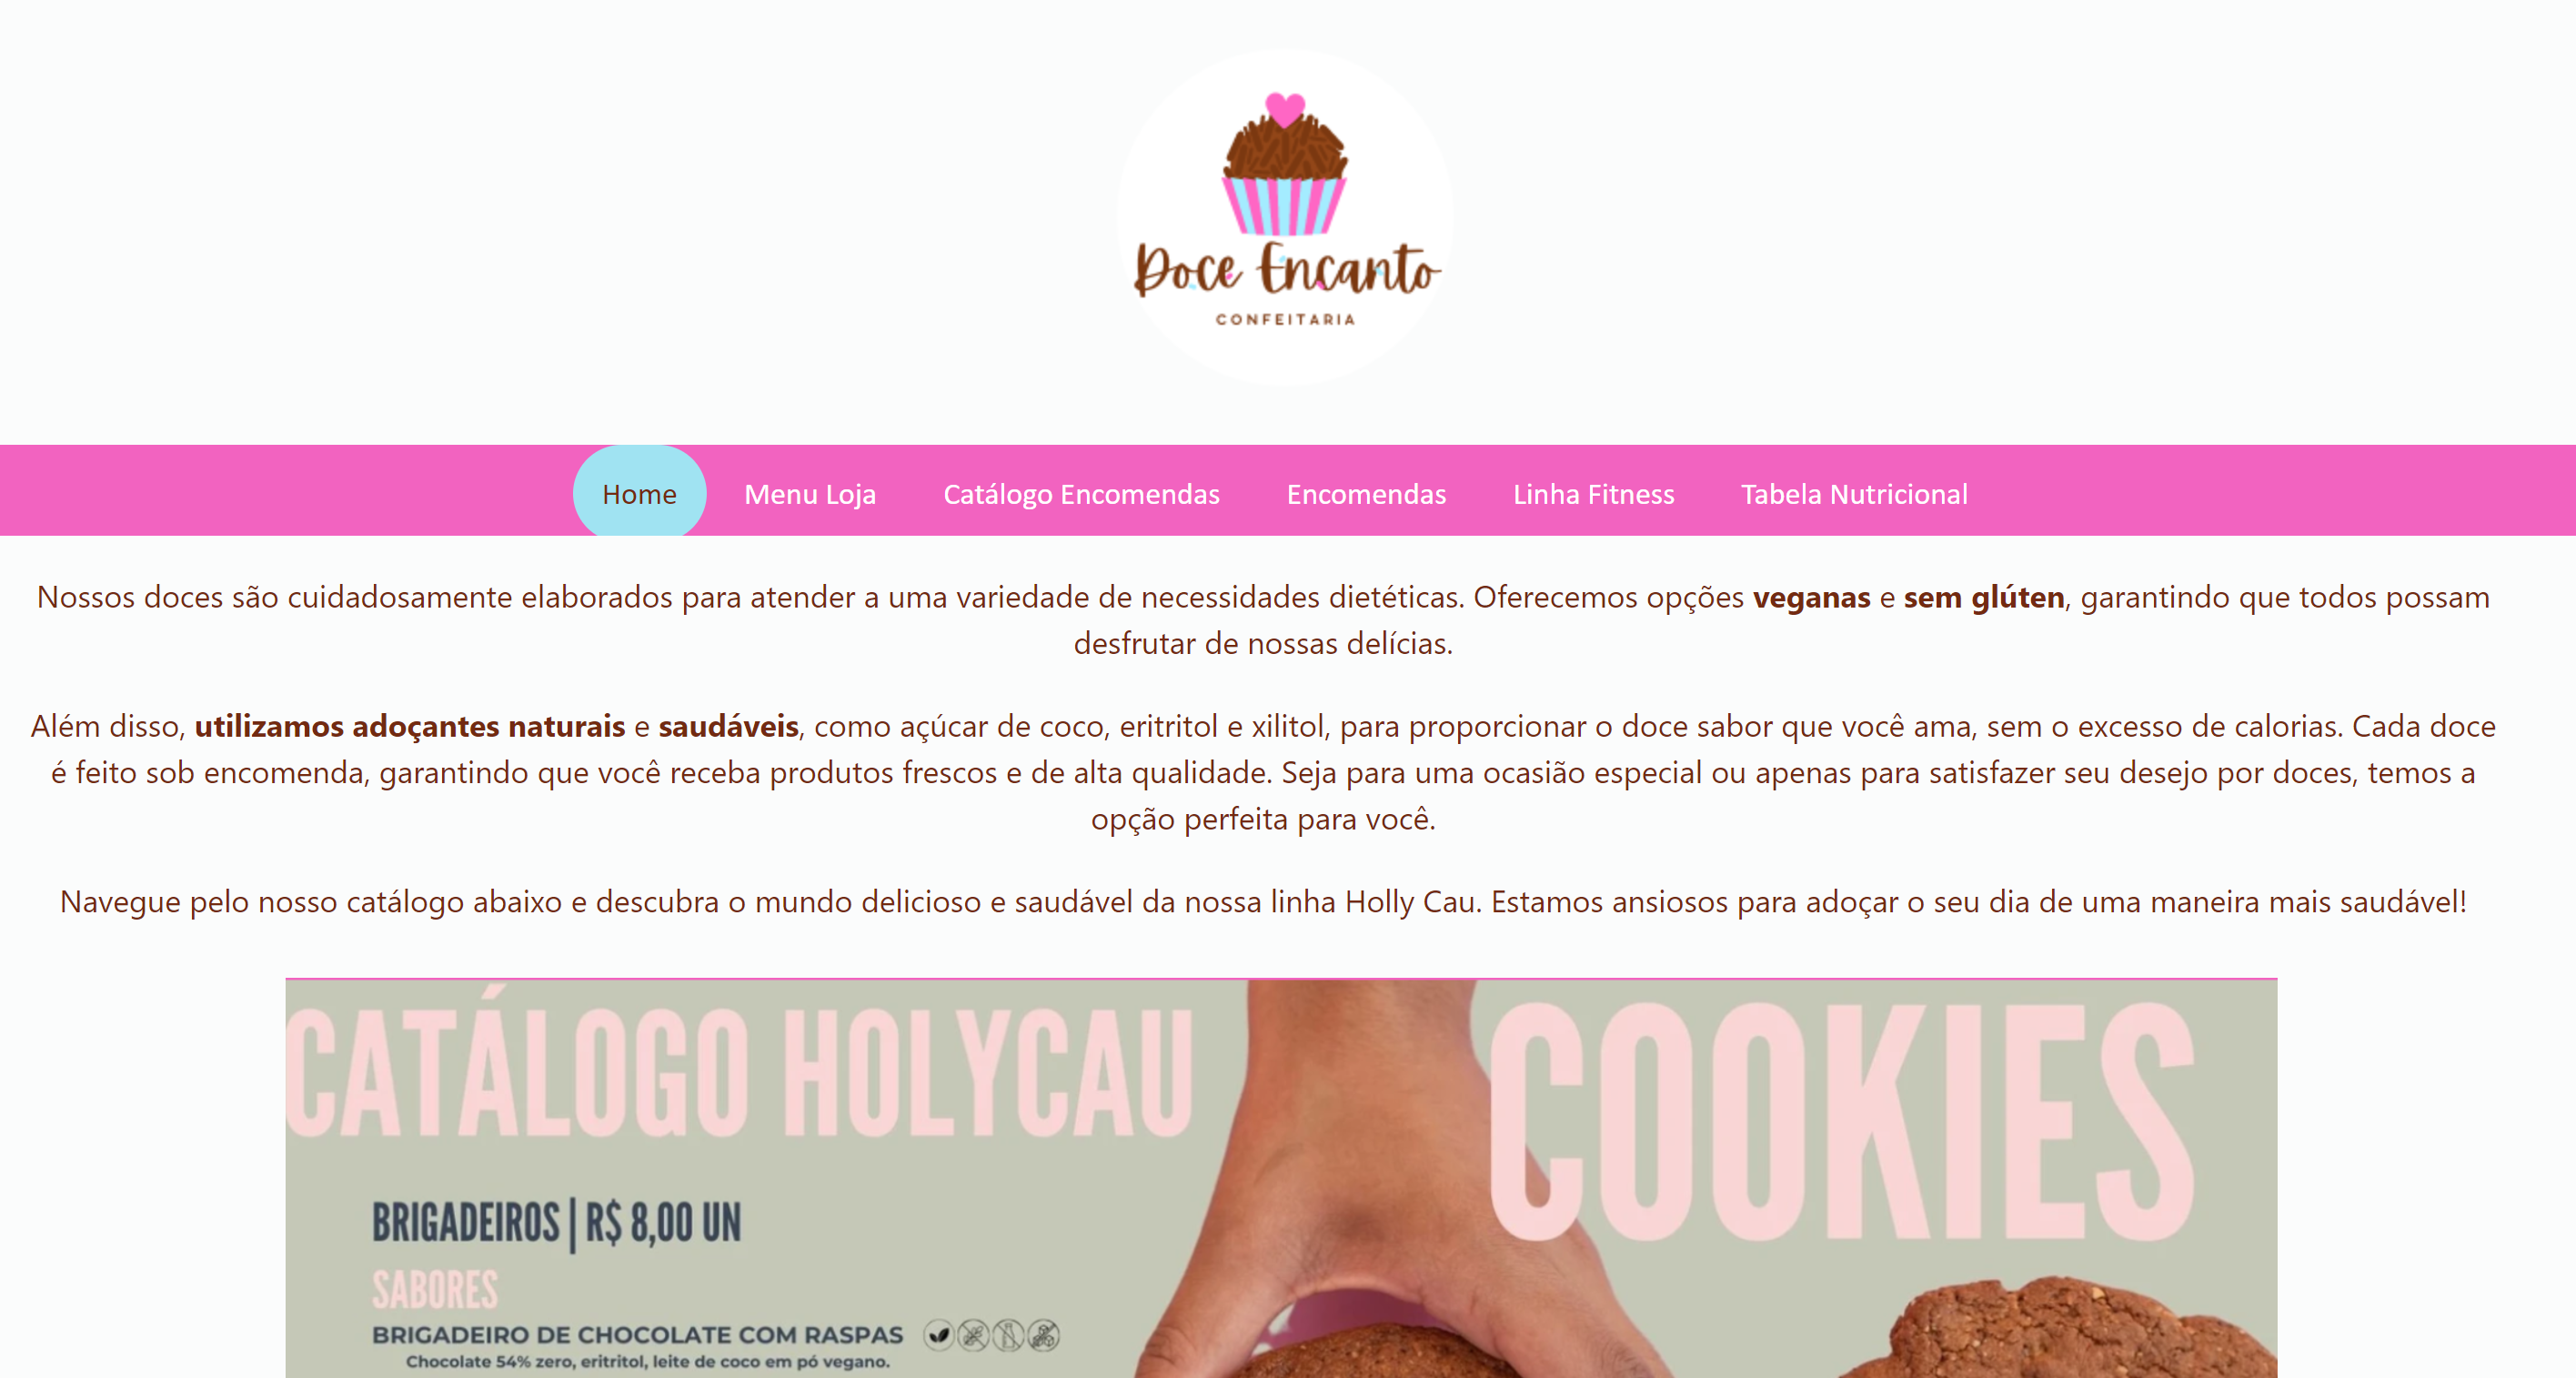 Doce Encanto
CONFEITARIA
Home Menu Loja Catálogo Encomendas Encomendas Linha Fitness Tabela Nutricional
Nossos doces são cuidadosamente elaborados para atender a uma variedade de necessidades dietéticas. Oferecemos opções veganas e sem glúten, garantindo que todos possam
desfrutar de nossas delícias.
Além disso, utilizamos adoçantes naturais e saudáveis, como açúcar de coco, eritritol e xilitol, para proporcionar o doce sabor que você ama, sem o excesso de calorias. Cada doce
é feito sob encomenda, garantindo que você receba produtos frescos e de alta qualidade. Seja para uma ocasião especial ou apenas para satisfazer seu desejo por doces, temos a
opção perfeita para você.
Navegue pelo nosso catálogo abaixo e descubra o mundo delicioso e saudável da nossa linha Holly Cau. Estamos ansiosos para adoçar o seu dia de uma maneira mais saudável!
CATÁLOGO HOLYCAU
COOKIES
BRIGADEIROS | R$ 8,00 UN
SABORES
BRIGADEIRO DE CHOCOLATE COM RASPAS
Chocolate 54% zero, eritritol, leite de coco em pó vegano.